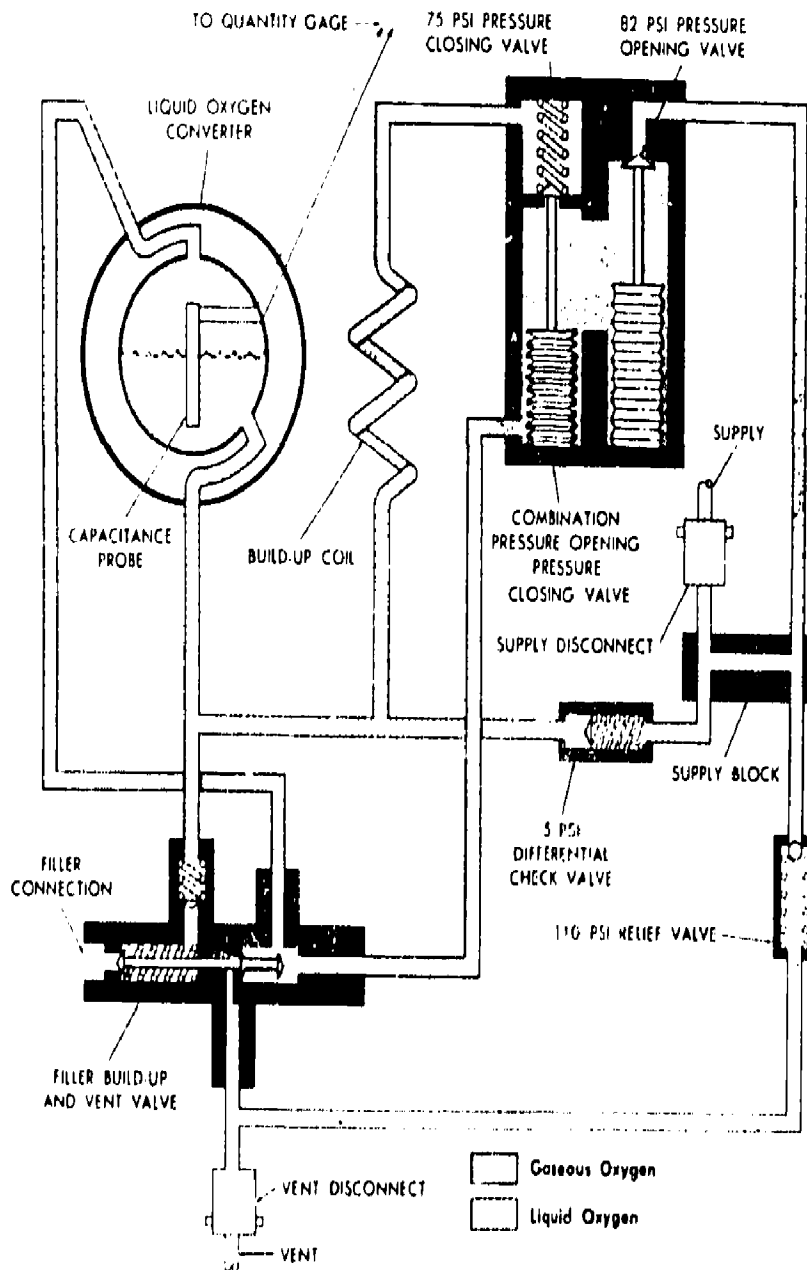 TO QUANTITY GAGE
75 PSI PRESSURE
CLOSING VALVE
82 PSI PRESSURE
OPENING VALVE
LIQUID OXYGEN
CONVERTER
CAPACITANCE
PROBE
BUILD-UP COIL
COMBINATION
PRESSURE OPENING
PRESSURE
CLOSING VALVE
SUPPLY
SUPPLY DISCONNECT
SUPPLY BLOCK
5 PSI
DIFFERENTIAL
CHECK VALVE
FILLER
CONNECTION
110 PSI RELIEF VALVE
FILLER BUILD-UP
AND VENT VALVE
VENT DISCONNECT
VENT
Gaseous Oxygen
Liquid Oxygen